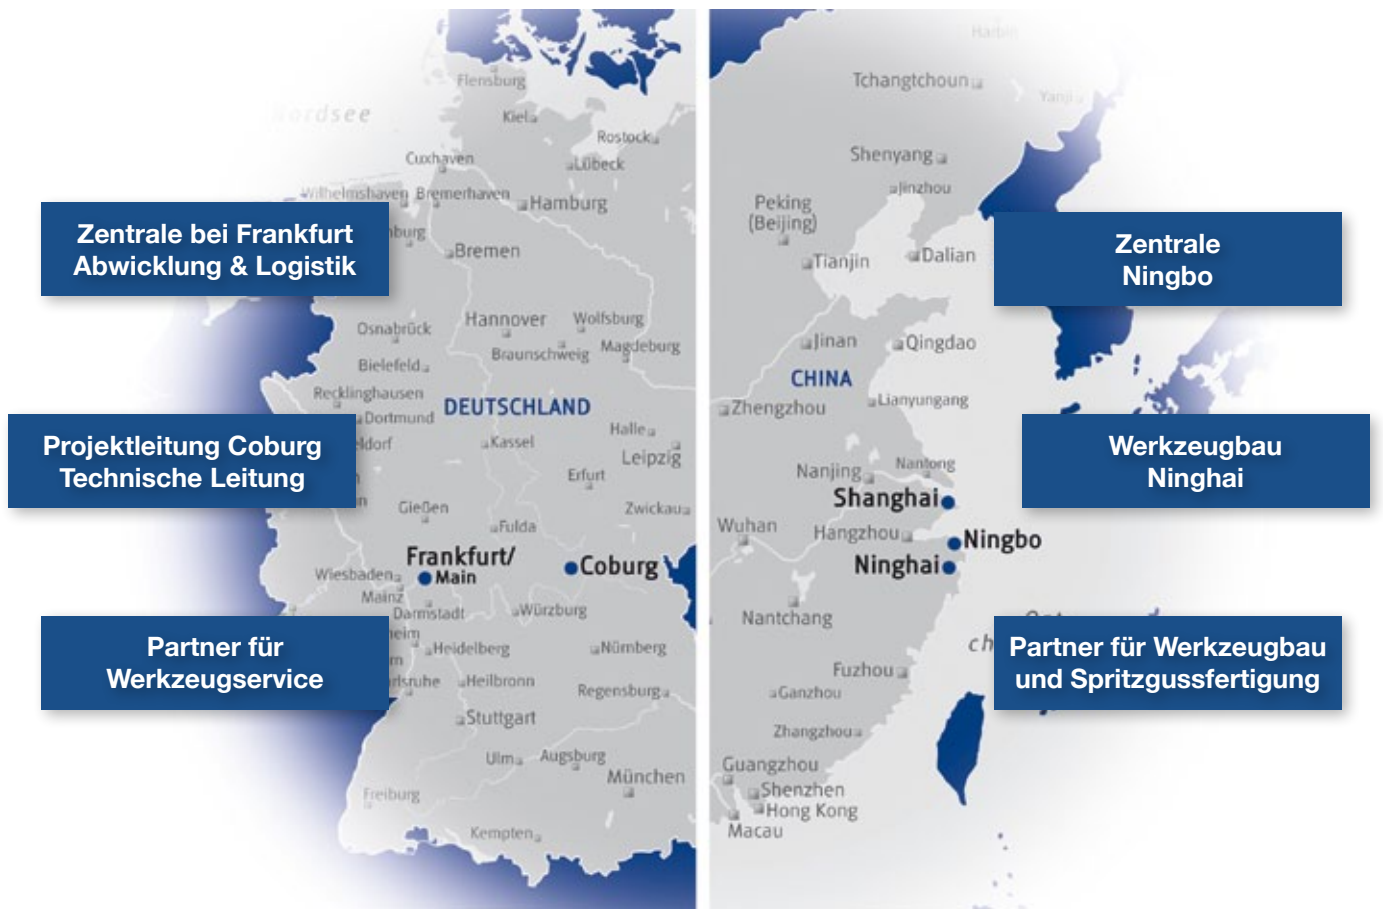 Nordsee
Flensburg
Kiel
Rostock
Cuxhaven
Lübeck
Wilhelmshaven
Bremerhaven
Hamburg
Zentrale bei Frankfurt
Abwicklung & Logistik
Bremen
Osnabrück
Hannover
Wolfsburg
Bielefeld
Braunschweig
Magdeburg
Recklinghausen
DEUTSCHLAND
Dortmund
Projektleitung Coburg
Technische Leitung
Kassel
Halle
Leipzig
Erfurt
Gießen
Fulda
Zwickau
Frankfurt/
Main
Coburg
Wiesbaden
Mainz
Darmstadt
Würzburg
Partner für
Werkzeugservice
Heidelberg
Nürnberg
Heilbronn
Regensburg
Stuttgart
Ulm
Augsburg
München
Freiburg
Kempten
Harbin
Tchangtchoun
Yanji
Shenyang
Jinzhou
Peking
(Beijing)
Tianjin
Dalian
Zentrale
Ningbo
Jinan
Qingdao
CHINA
Zhengzhou
Lianyungang
Werkzeugbau
Ninghai
Nanjing
Nantong
Shanghai
Wuhan
Hangzhou
Ningbo
Ninghai
Nantchang
Partner für Werkzeugbau
und Spritzgussfertigung
Fuzhou
Ganzhou
Zhangzhou
Guangzhou
Shenzhen
Hong Kong
Macau